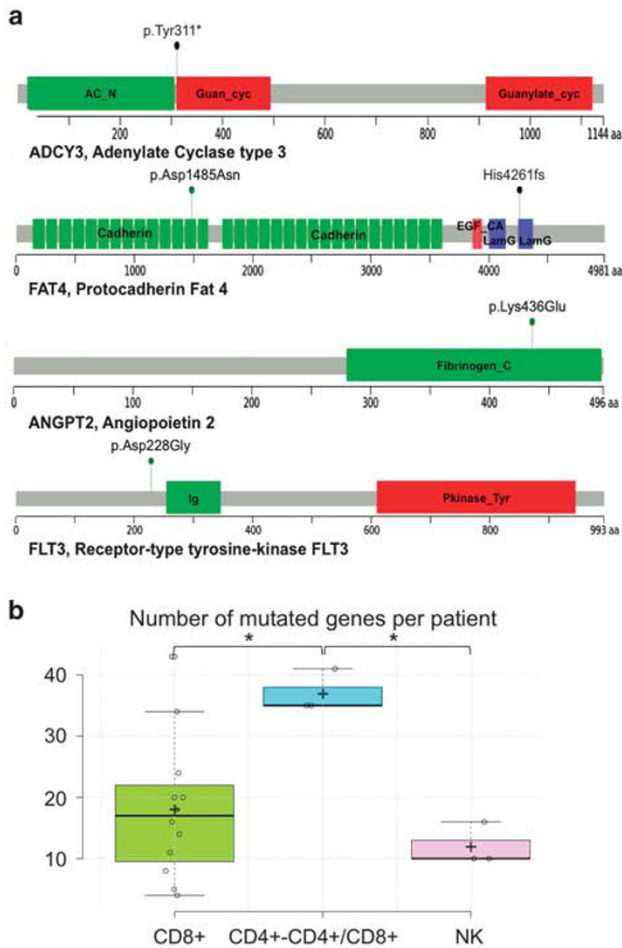 a
p.Tyr311*
AC_N Guan_cyc Guanylate_cyc
200 400 600 800 1000 1144 aa
ADCY3, Adenylate Cyclase type 3
p.Asp1485Asn His4261fs
Cadherin Cadherin EGF_CA LamG LamG
0 1000 2000 3000 4000 4981 aa
FAT4, Protocadherin Fat 4
p.Lys436Glu
Fibrinogen_C
0 100 200 300 400 496 aa
ANGPT2, Angiopoietin 2
p.Asp228Gly
Ig Pkinase_Tyr
0 200 400 600 800 993 aa
FLT3, Receptor-type tyrosine-kinase FLT3
b
Number of mutated genes per patient
* *
40
30
20
10
CD8+ CD4+-CD4+/CD8+ NK